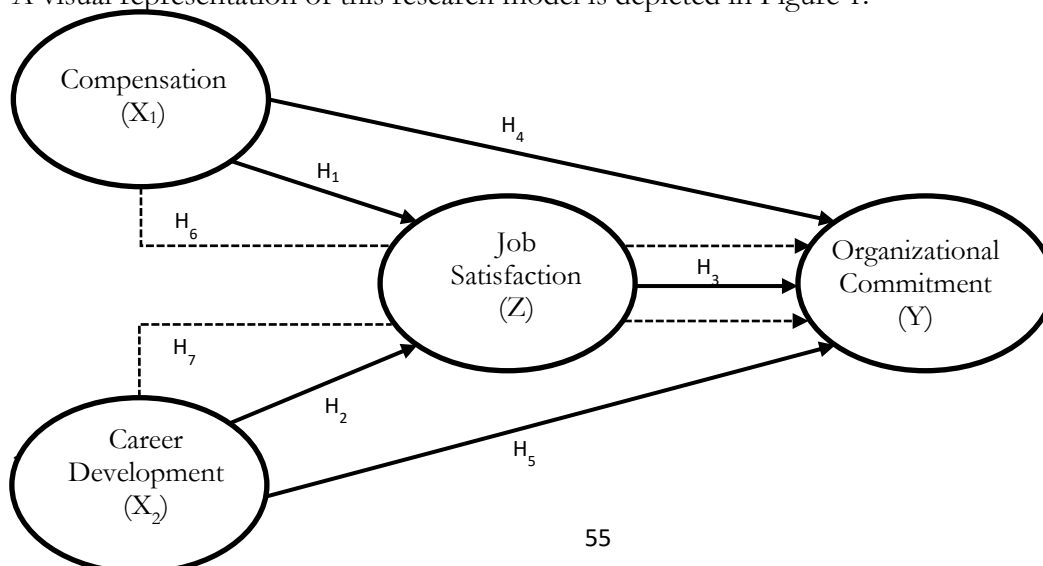 A visual representation of this research model is depicted in Figure 1.
Compensation
(X₁)
H₄
H₁
H₆
Job
Satisfaction
(Z)
H₃
Organizational
Commitment
(Y)
H₇
H₂
Career
Development
(X₂)
H₅
55